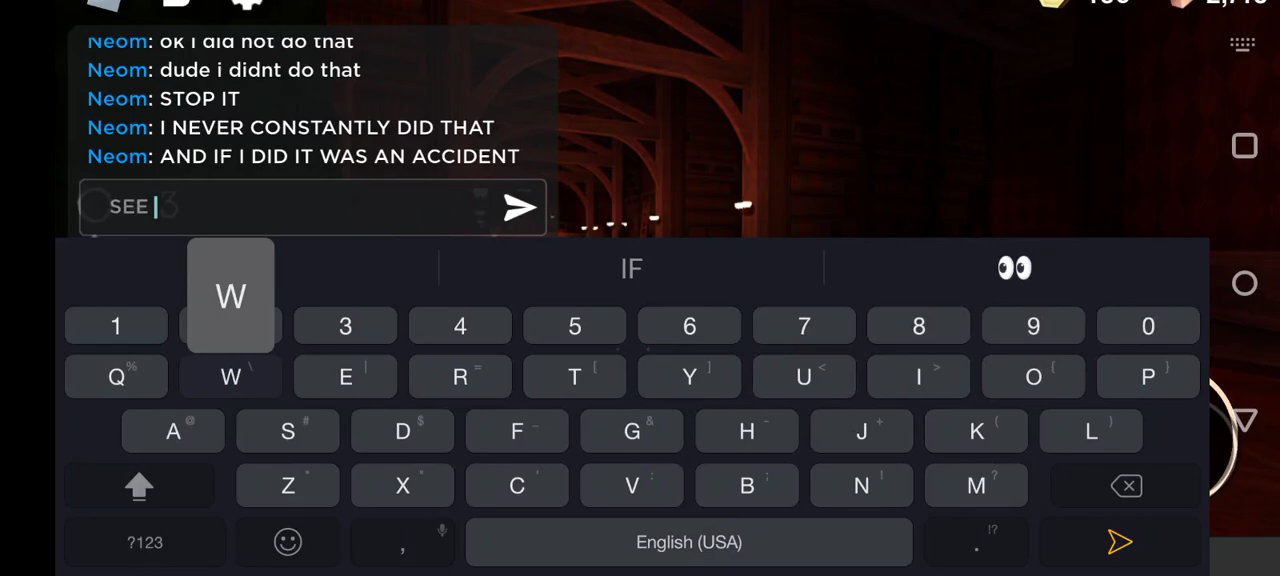 Neom: ok i did not do that
Neom: dude i didnt do that
Neom: STOP IT
Neom: I NEVER CONSTANTLY DID THAT
Neom: AND IF I DID IT WAS AN ACCIDENT
SEE
W
IF 👀
1 3 4 5 6 7 8 9 0
Q % W \ E | R = T [ Y ] U < I > O { P }
A @ S # D $ F _ G & H - J + K ( L )
Z * X " C ' V : B ; N ! M ?
?123 , English (USA) . !?